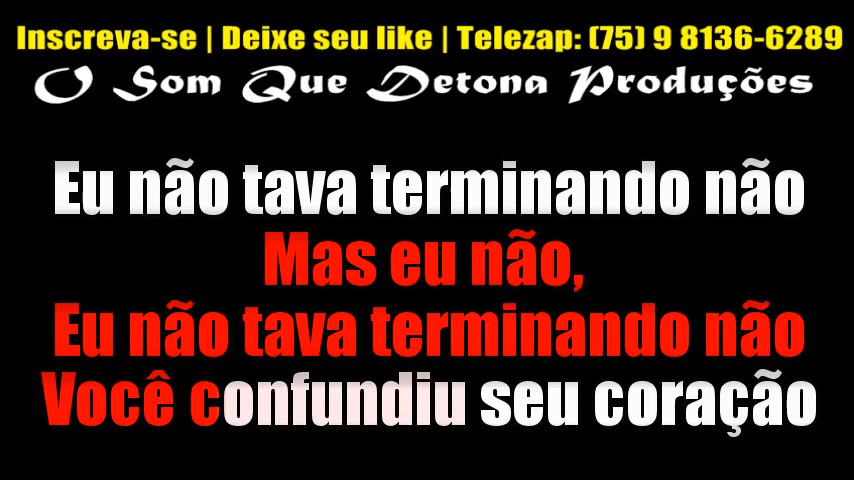 Inscreva-se | Deixe seu like | Telezap: (75) 9 8136-6289
O Som Que Detona Produções
Eu não tava terminando não
Mas eu não,
Eu não tava terminando não
Você confundiu seu coração